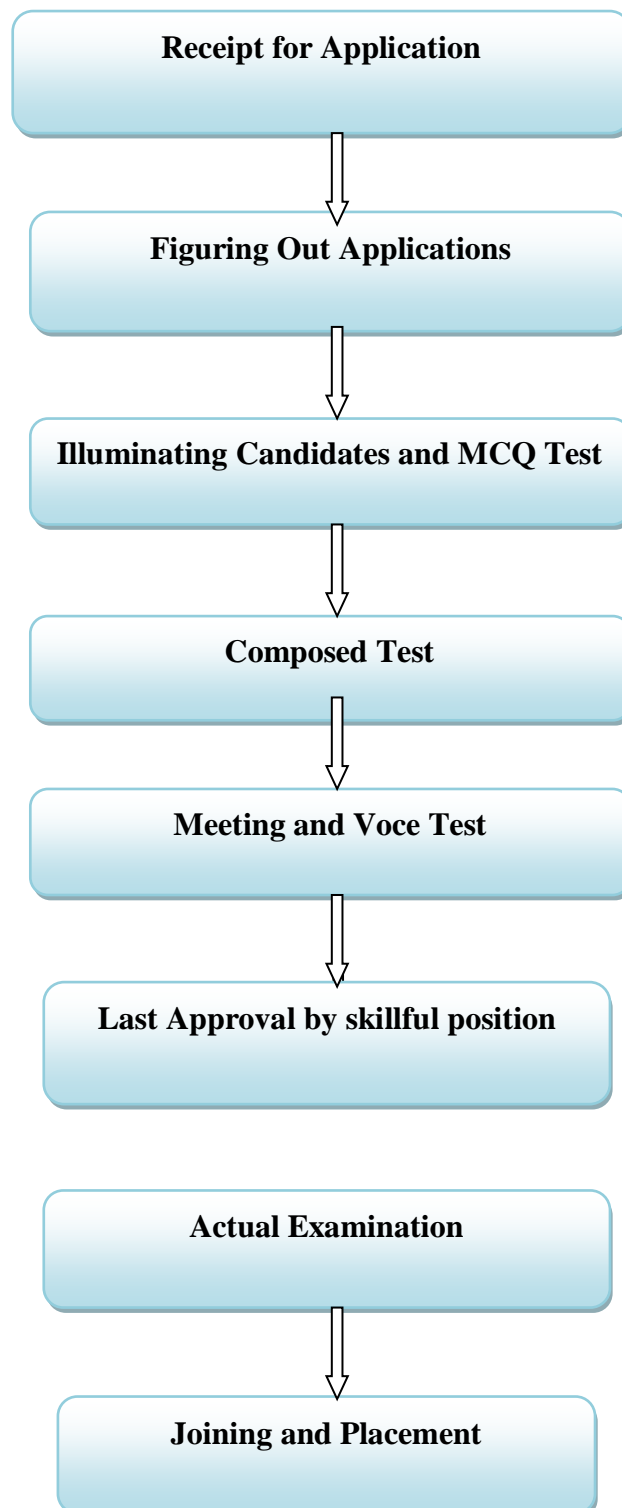 Receipt for Application
Figuring Out Applications
Illuminating Candidates and MCQ Test
Composed Test
Meeting and Voce Test
Last Approval by skillful position
Actual Examination
Joining and Placement